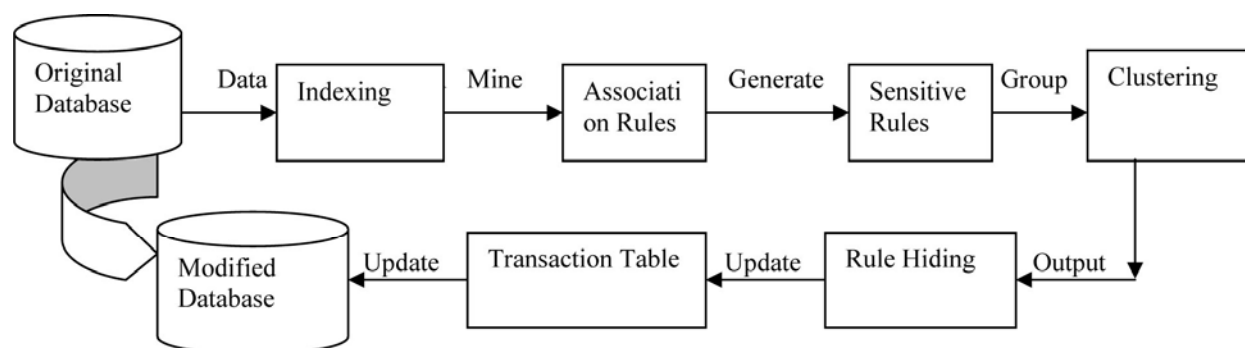 Original
Database
Data
Indexing
Mine
Associati
on Rules
Generate
Sensitive
Rules
Group
Clustering
Output
Rule Hiding
Update
Transaction Table
Update
Modified
Database